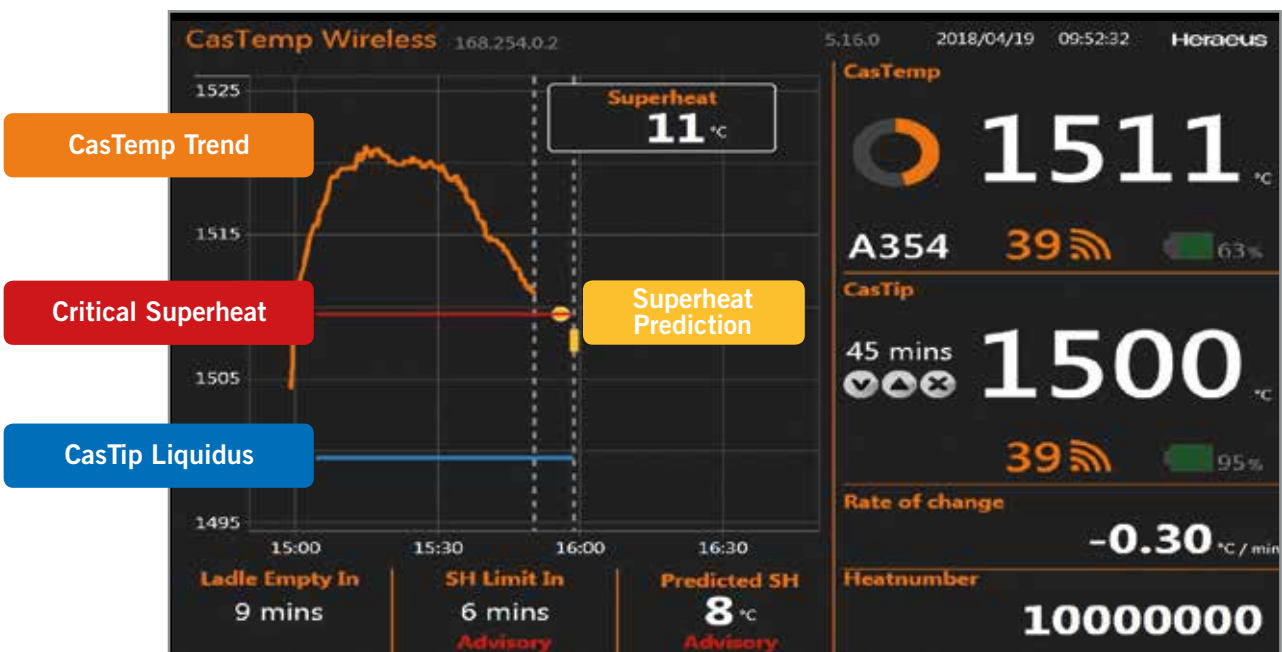 CasTemp Wireless 168.254.0.2
5.16.0 2018/04/19 09:52:32 Heraeus
1525
1515
1505
1495
15:00 15:30 16:00 16:30
CasTemp Trend
Critical Superheat
CasTip Liquidus
Superheat
11 °C
Superheat
Prediction
Ladle Empty In
9 mins
SH Limit In
6 mins
Advisory
Predicted SH
8 °C
Advisory
CasTemp
1511 °C
A354 39 63%
CasTip
45 mins
1500 °C
39 95%
Rate of change
-0.30 °C / min
Heatnumber
10000000